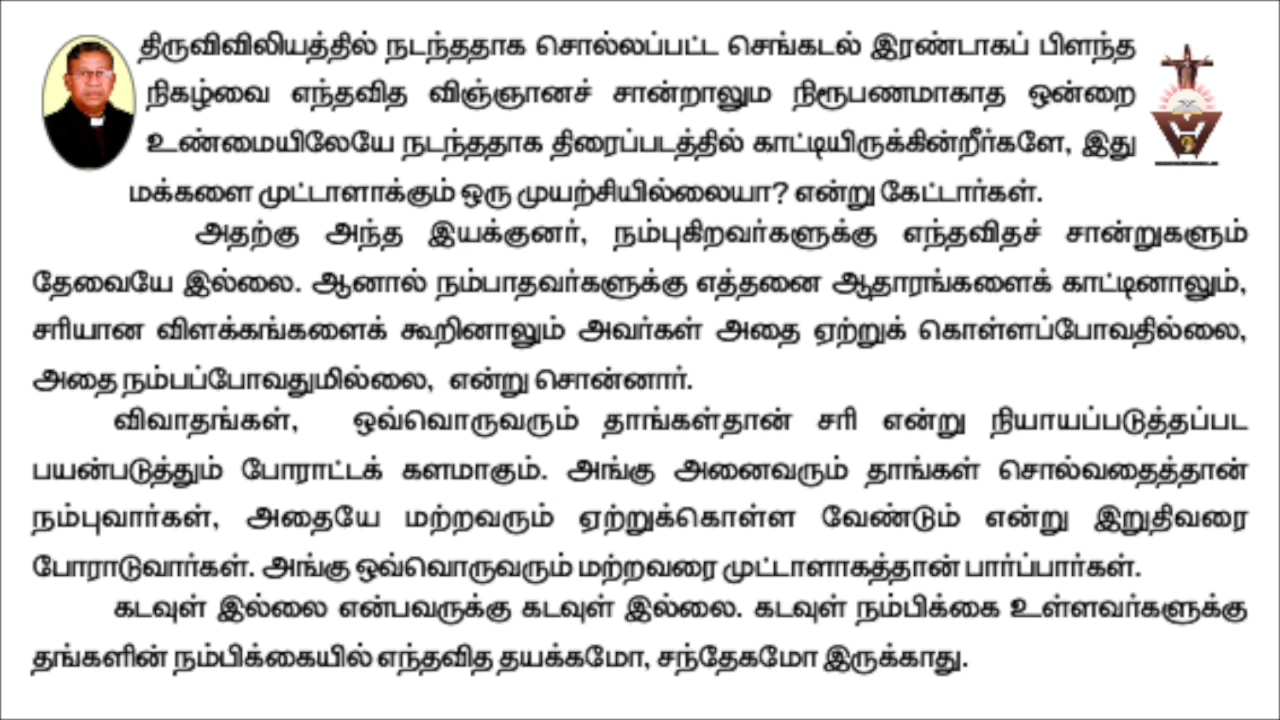 திருவிவிலியத்தில் நடந்ததாக சொல்லப்பட்ட செங்கடல் இரண்டாகப் பிளந்த
நிகழ்வை எந்தவித விஞ்ஞானச் சான்றாலும நிரூபணமாகாத ஒன்றை
உண்மையிலேயே நடந்ததாக திரைப்படத்தில் காட்டியிருக்கின்றீர்களே, இது
மக்களை முட்டாளாக்கும் ஒரு முயற்சியில்லையா? என்று கேட்டார்கள்.
அதற்கு அந்த இயக்குனர், நம்புகிறவர்களுக்கு எந்தவிதச் சான்றுகளும்
தேவையே இல்லை. ஆனால் நம்பாதவர்களுக்கு எத்தனை ஆதாரங்களைக் காட்டினாலும்,
சரியான விளக்கங்களைக் கூறினாலும் அவர்கள் அதை ஏற்றுக் கொள்ளப்போவதில்லை,
அதை நம்பப்போவதுமில்லை, என்று சொன்னார்.
விவாதங்கள், ஒவ்வொருவரும் தாங்கள்தான் சரி என்று நியாயப்படுத்தப்பட
பயன்படுத்தும் போராட்டக் களமாகும். அங்கு அனைவரும் தாங்கள் சொல்வதைத்தான்
நம்புவார்கள், அதையே மற்றவரும் ஏற்றுக்கொள்ள வேண்டும் என்று இறுதிவரை
போராடுவார்கள். அங்கு ஒவ்வொருவரும் மற்றவரை முட்டாளாகத்தான் பார்ப்பார்கள்.
கடவுள் இல்லை என்பவருக்கு கடவுள் இல்லை. கடவுள் நம்பிக்கை உள்ளவர்களுக்கு
தங்களின் நம்பிக்கையில் எந்தவித தயக்கமோ, சந்தேகமோ இருக்காது.